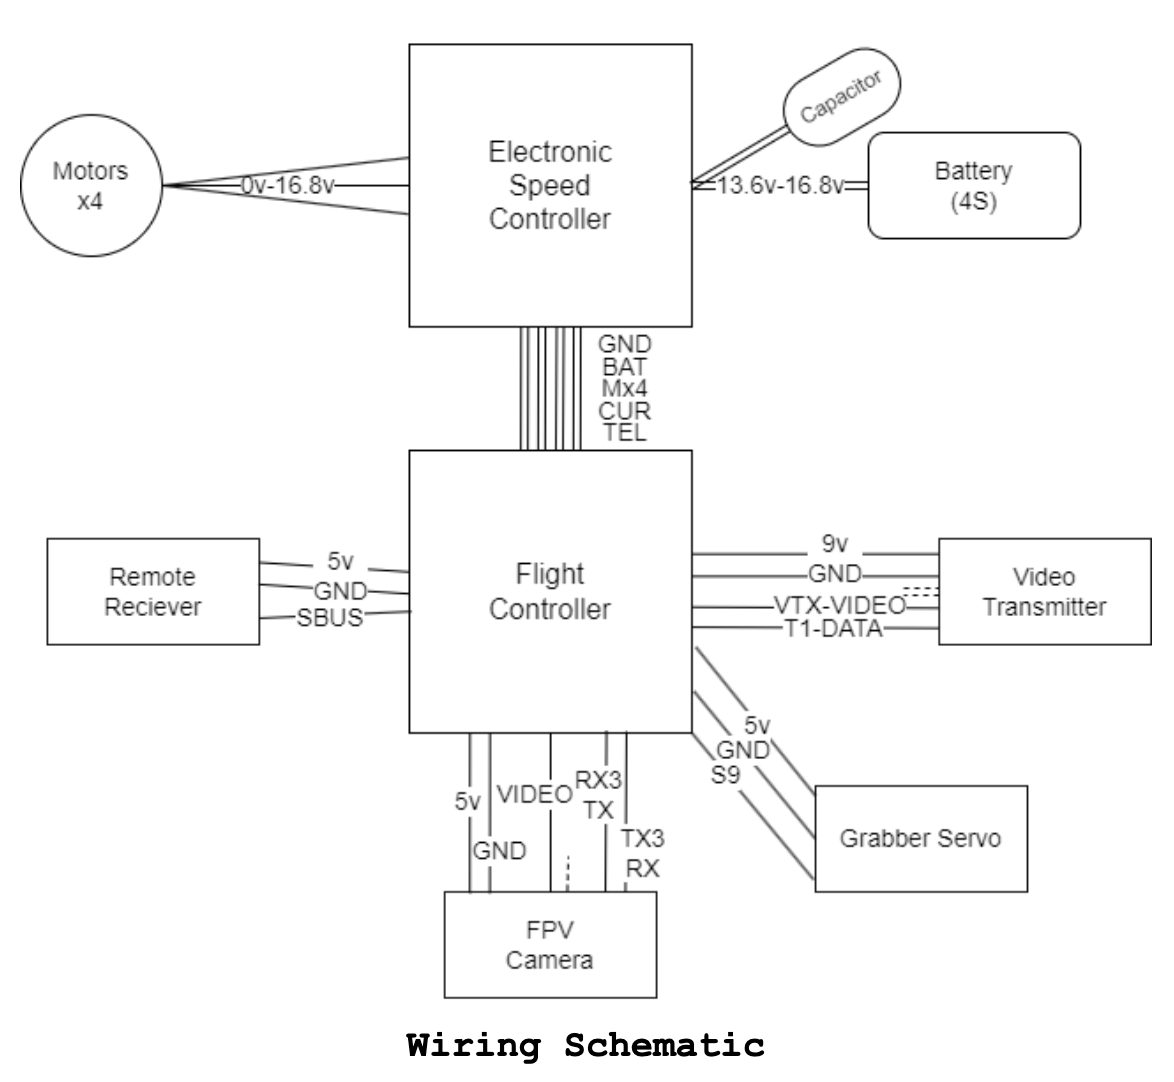 Capacitor
Motors
x4
0v-16.8v
Electronic
Speed
Controller
13.6v-16.8v
Battery
(4S)
GND
BAT
Mx4
CUR
TEL
Remote
Reciever
5v
GND
SBUS
Flight
Controller
9v
GND
VTX-VIDEO
T1-DATA
Video
Transmitter
5v
GND
S9
Grabber Servo
5v
GND
VIDEO
RX3
TX
TX3
RX
FPV
Camera
Wiring Schematic